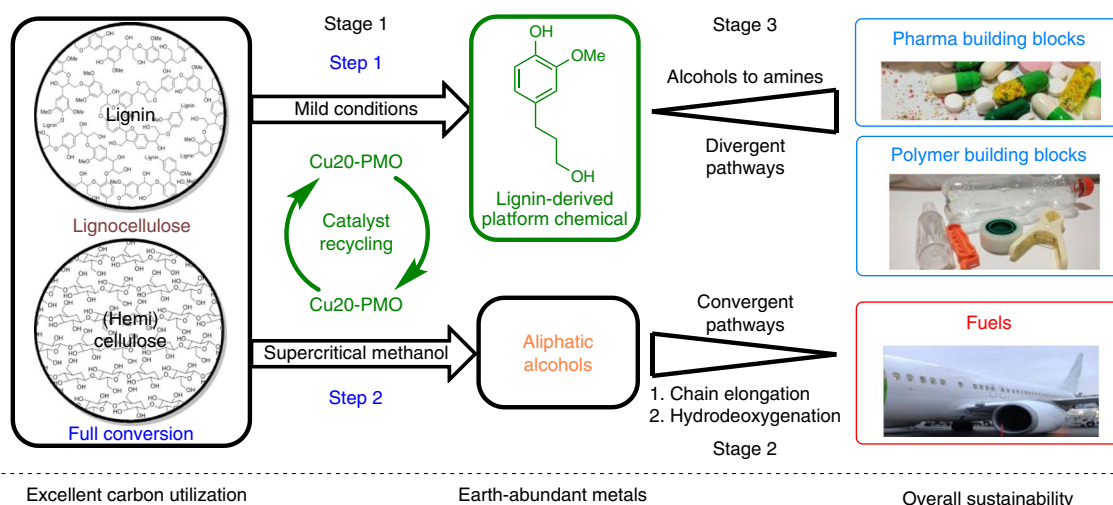 Stage 1
Stage 3
Step 1
Mild conditions
Lignin
Lignocellulose
(Hemi)
cellulose
Full conversion
Cu20-PMO
Catalyst
recycling
Cu20-PMO
Supercritical methanol
Step 2
OH
OMe
OH
Lignin-derived
platform chemical
Alcohols to amines
Divergent
pathways
Aliphatic
alcohols
Convergent
pathways
1. Chain elongation
2. Hydrodeoxygenation
Stage 2
Pharma building blocks
Polymer building blocks
Fuels
Excellent carbon utilization
Earth-abundant metals
Overall sustainability